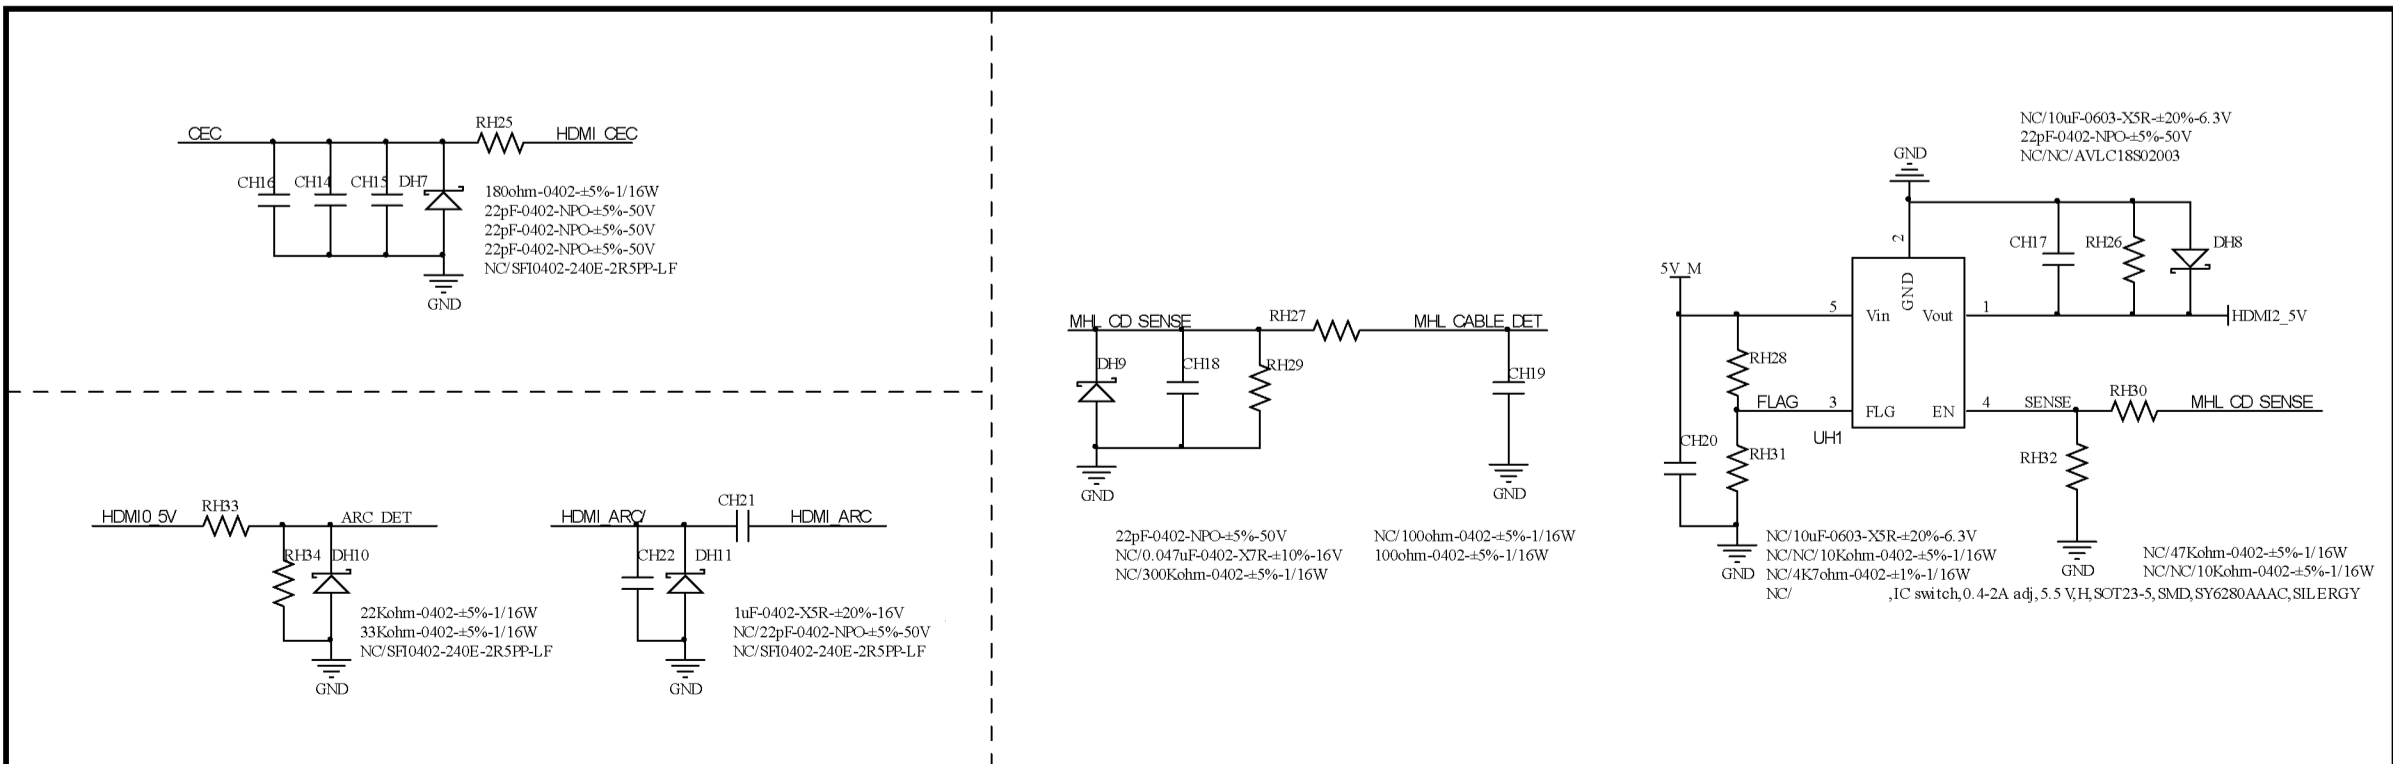 CEC
RH25
HDMI_CEC
CH16
CH14
CH15
DH7
180ohm-0402-±5%-1/16W
22pF-0402-NPO-±5%-50V
22pF-0402-NPO-±5%-50V
22pF-0402-NPO-±5%-50V
NC/SFI0402-240E-2R5PP-LF
GND
HDMI0_5V
RH33
ARC_DET
RH34
DH10
22Kohm-0402-±5%-1/16W
33Kohm-0402-±5%-1/16W
NC/SFI0402-240E-2R5PP-LF
GND
HDMI_ARC/
CH21
HDMI_ARC
CH22
DH11
1uF-0402-X5R-±20%-16V
NC/22pF-0402-NPO-±5%-50V
NC/SFI0402-240E-2R5PP-LF
GND
MHL_CD_SENSE
RH27
MHL_CABLE_DET
DH9
CH18
RH29
CH19
GND
GND
22pF-0402-NPO-±5%-50V
NC/0.047uF-0402-X7R-±10%-16V
NC/300Kohm-0402-±5%-1/16W
NC/100ohm-0402-±5%-1/16W
100ohm-0402-±5%-1/16W
NC/10uF-0603-X5R-±20%-6.3V
22pF-0402-NPO-±5%-50V
NC/NC/AVLC18S02003
GND
2
CH17
RH26
DH8
5V_M
GND
5
Vin
Vout
1
HDMI2_5V
RH28
FLAG
3
FLG
EN
4
SENSE
RH30
MHL_CD_SENSE
UH1
CH20
RH31
RH32
GND
GND
NC/10uF-0603-X5R-±20%-6.3V
NC/NC/10Kohm-0402-±5%-1/16W
NC/4K7ohm-0402-±1%-1/16W
NC/ ,IC switch,0.4-2A adj,5.5 V,H,SOT23-5,SMD,SY6280AAAC,SILERGY
NC/47Kohm-0402-±5%-1/16W
NC/NC/10Kohm-0402-±5%-1/16W